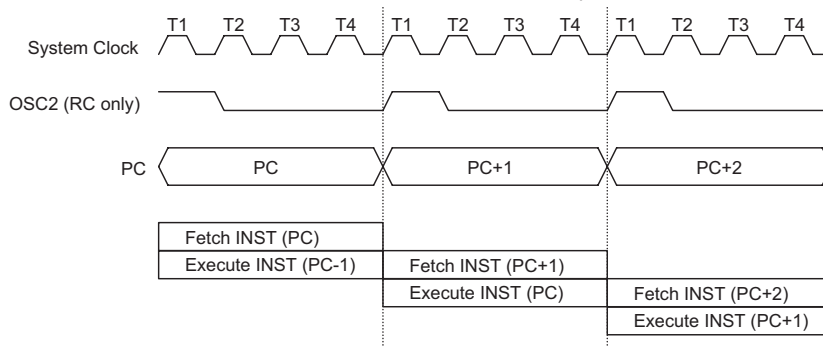 T1 T2 T3 T4 T1 T2 T3 T4 T1 T2 T3 T4
System Clock
OSC2 (RC only)
PC PC PC+1 PC+2
Fetch INST (PC)
Execute INST (PC-1) Fetch INST (PC+1)
Execute INST (PC) Fetch INST (PC+2)
Execute INST (PC+1)